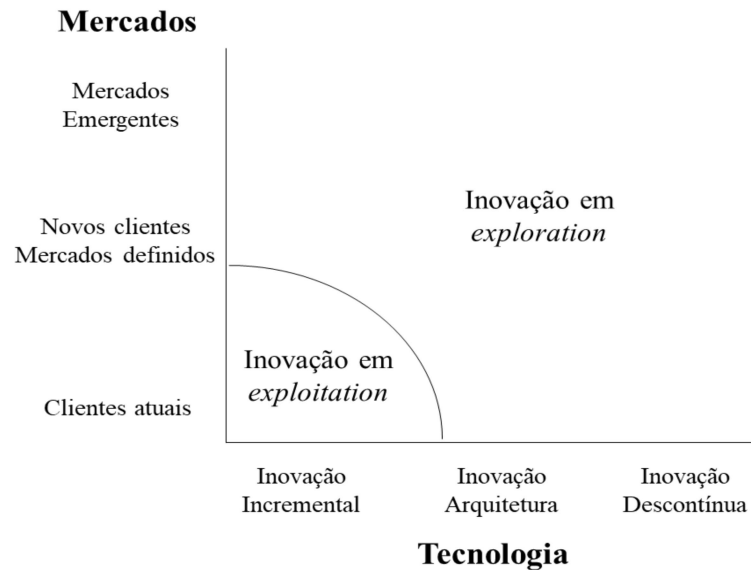 Mercados
Mercados
Emergentes
Inovação em
exploration
Novos clientes
Mercados definidos
Inovação em
exploitation
Clientes atuais
Inovação
Incremental
Inovação
Arquitetura
Inovação
Descontínua
Tecnologia